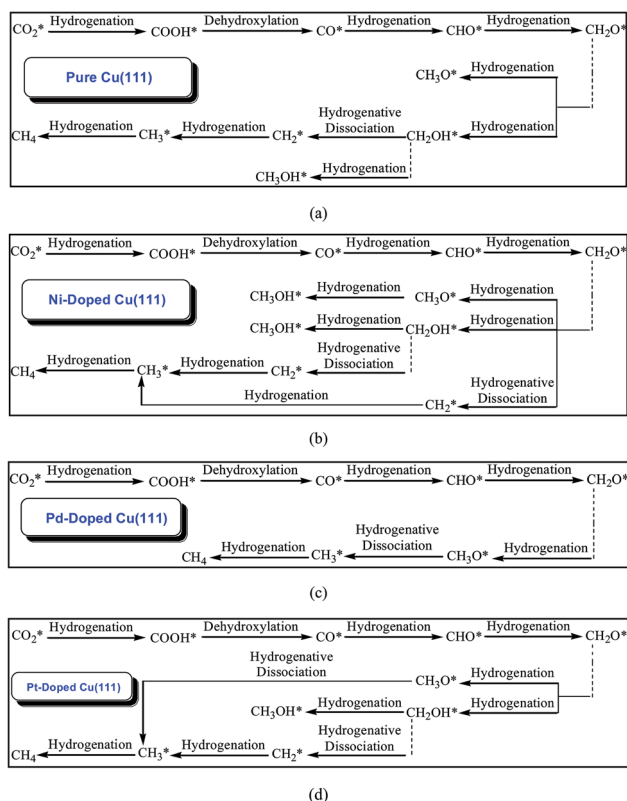 Hydrogenation Dehydroxylation Hydrogenation Hydrogenation
CO₂* COOH* CO* CHO* CH₂O*
Pure Cu(111)
CH₃O* Hydrogenation
Hydrogenation Hydrogenation Hydrogenative Dissociation Hydrogenation
CH₄ CH₃* CH₂* CH₂OH*
CH₃OH* Hydrogenation
(a)
Hydrogenation Dehydroxylation Hydrogenation Hydrogenation
CO₂* COOH* CO* CHO* CH₂O*
Ni-Doped Cu(111)
CH₃OH* Hydrogenation CH₃O* Hydrogenation
CH₃OH* Hydrogenation CH₂OH* Hydrogenation
CH₄ Hydrogenation CH₃* Hydrogenation CH₂* Hydrogenative Dissociation
Hydrogenation CH₂* Hydrogenative Dissociation
(b)
Hydrogenation Dehydroxylation Hydrogenation Hydrogenation
CO₂* COOH* CO* CHO* CH₂O*
Pd-Doped Cu(111)
CH₄ Hydrogenation CH₃* Hydrogenative Dissociation CH₃O* Hydrogenation
(c)
Hydrogenation Dehydroxylation Hydrogenation Hydrogenation
CO₂* COOH* CO* CHO* CH₂O*
Pt-Doped Cu(111)
Hydrogenative Dissociation CH₃O* Hydrogenation
CH₃OH* Hydrogenation CH₂OH* Hydrogenation
CH₄ Hydrogenation CH₃* Hydrogenation CH₂* Hydrogenative Dissociation
(d)